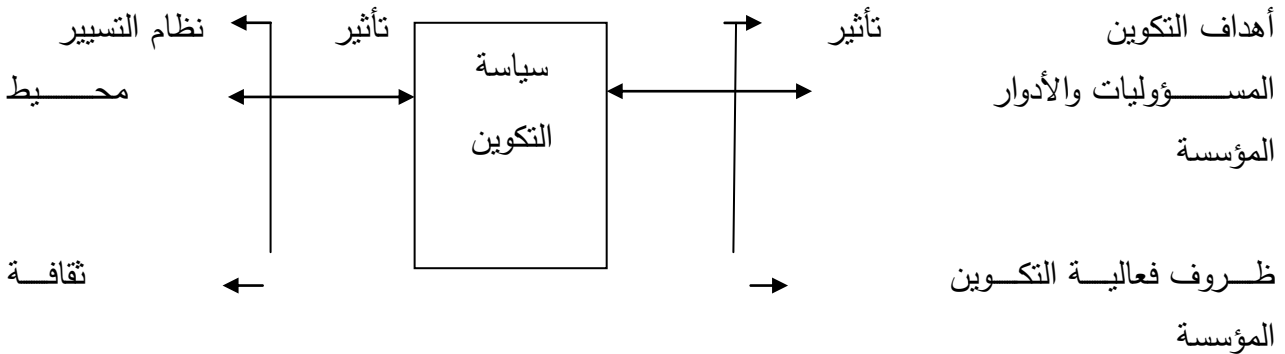 أهداف التكوين تأثير تأثير نظام التسيير
سياسة
المسؤوليات والأدوار محيط
التكوين
المؤسسة
ظروف فعالية التكوين ثقافة
المؤسسة